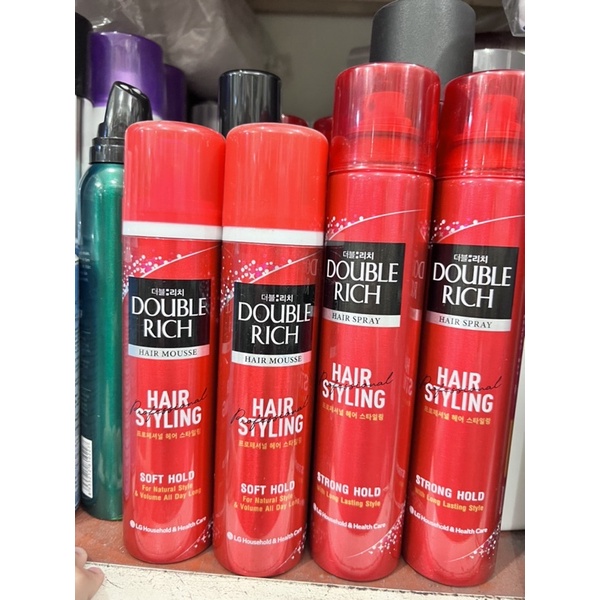 더블리치
DOUBLE
RICH
HAIR MOUSSE
Professional
HAIR
STYLING
프로페셔널 헤어 스타일링
SOFT HOLD
For Natural Style
& Volume All Day Long
LG Household & Health Care
더블리치
DOUBLE
RICH
HAIR MOUSSE
Professional
HAIR
STYLING
프로페셔널 헤어 스타일링
SOFT HOLD
For Natural Style
& Volume All Day Long
LG Household & Health Care
더블리치
DOUBLE
RICH
HAIR SPRAY
Professional
HAIR
STYLING
프로페셔널 헤어 스타일링
STRONG HOLD
With Long Lasting Style
LG Household & Health Care
더블리치
DOUBLE
RICH
HAIR SPRAY
Professional
HAIR
STYLING
프로페셔널 헤어 스타일링
STRONG HOLD
With Long Lasting Style
LG Household & Health Care